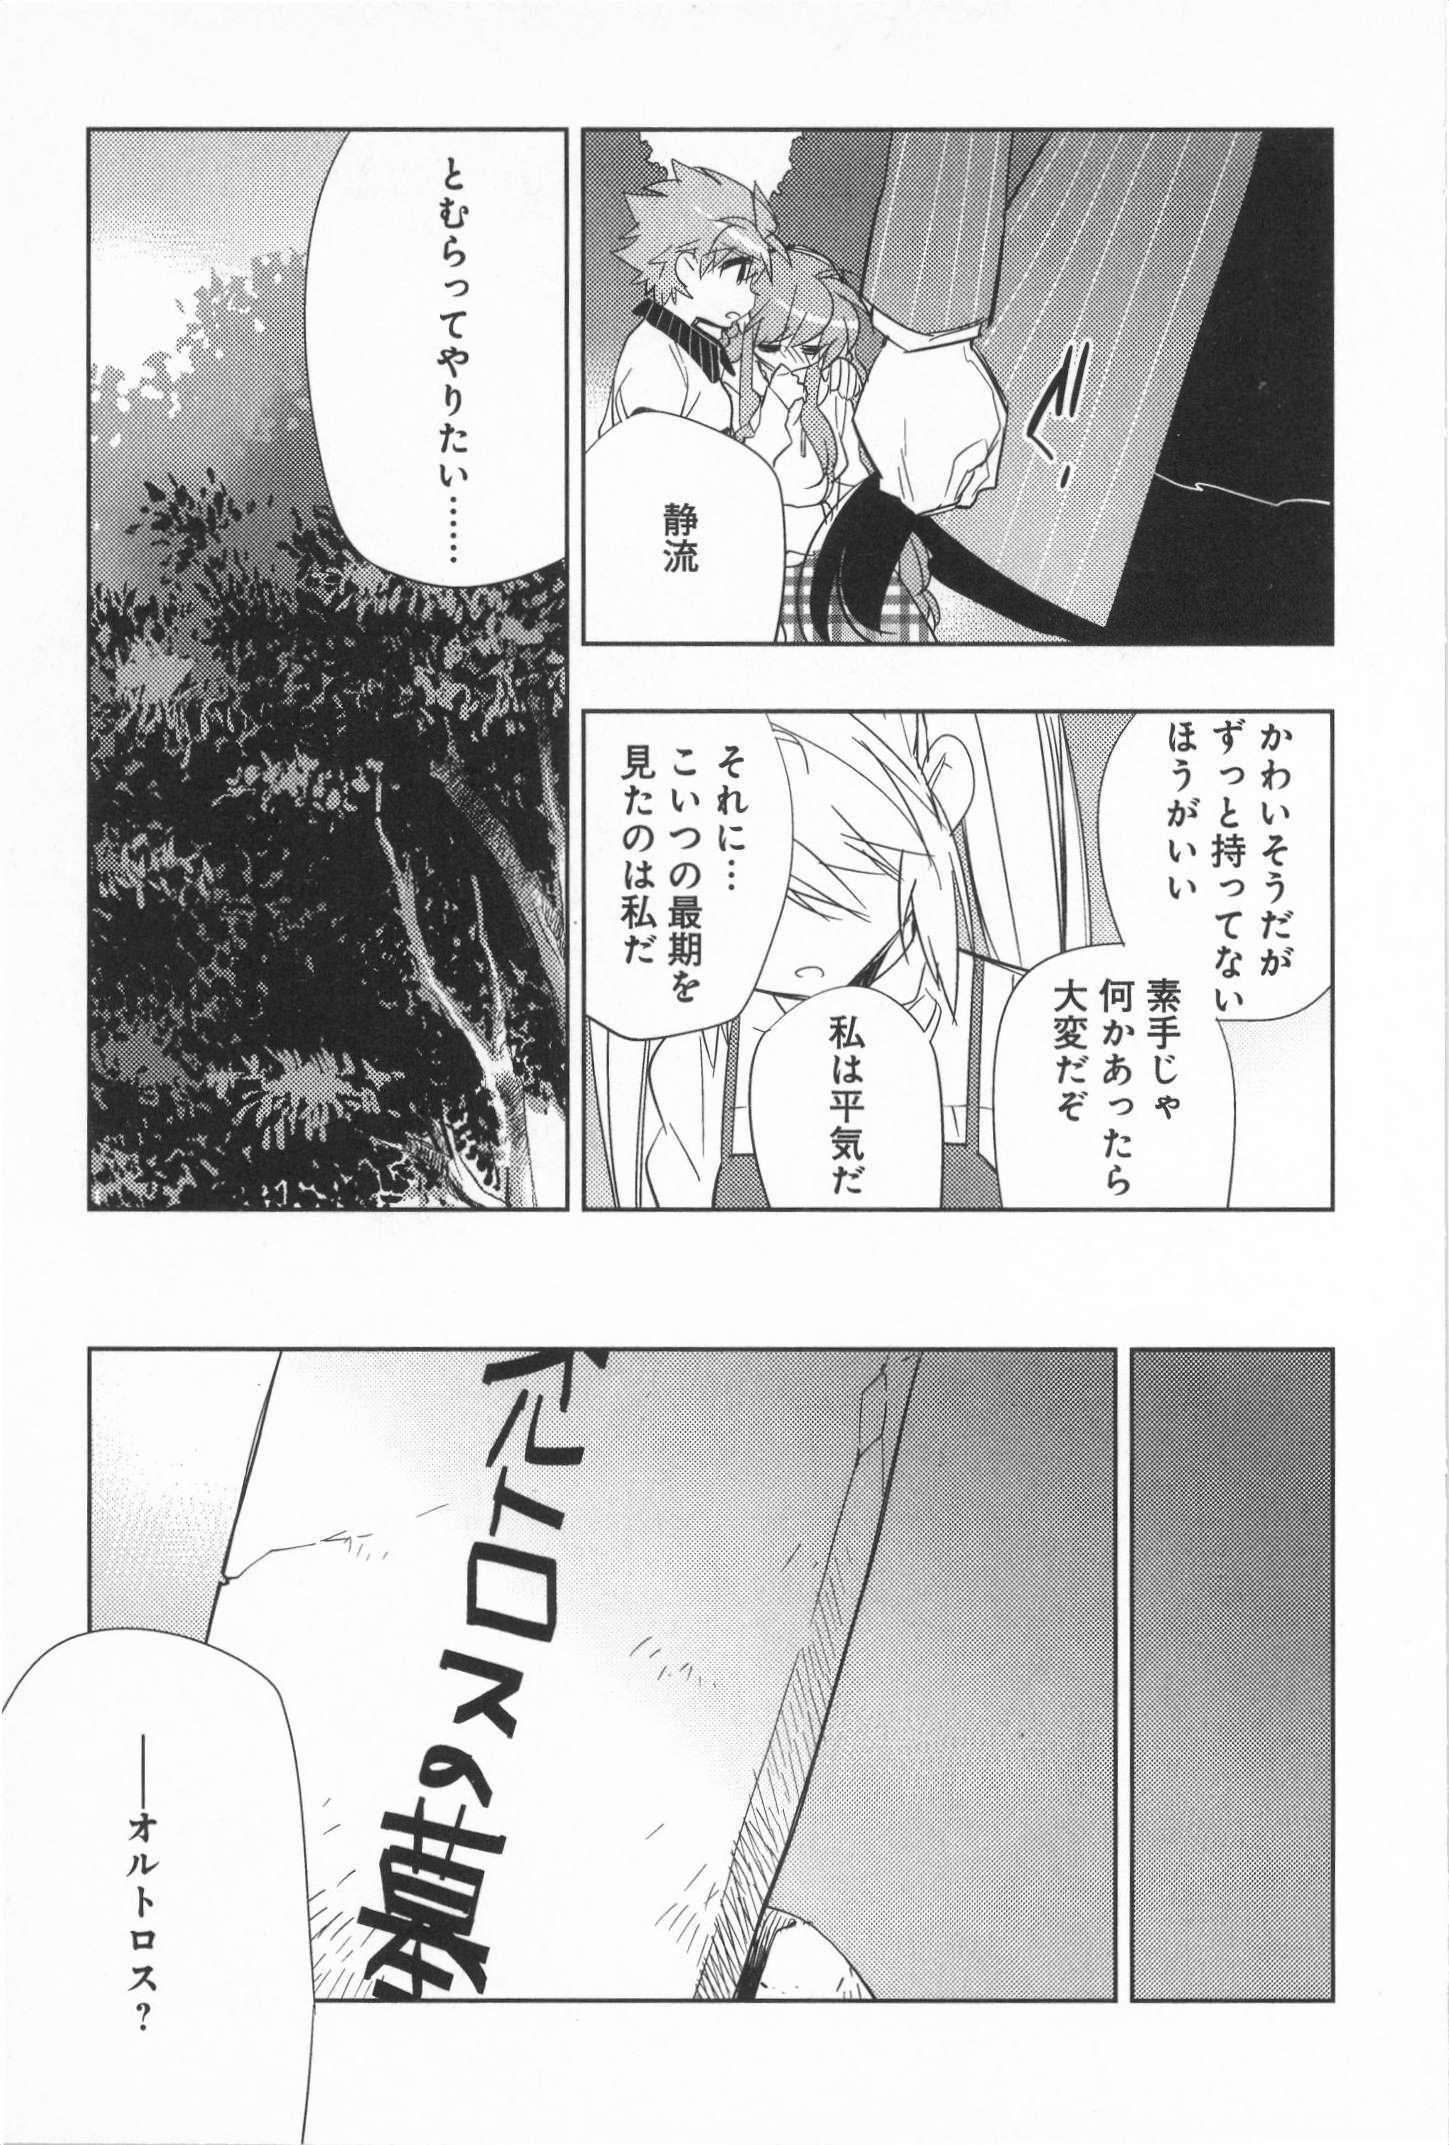 静流
かわいそうだが
ずっと持ってない
ほうがいい
素手じゃ
何かあったら
大変だぞ
私は平気だ
それに…
こいつの最期を
見たのは私だ
とむらってやりたい……
オルトロスの墓
――オルトロス？